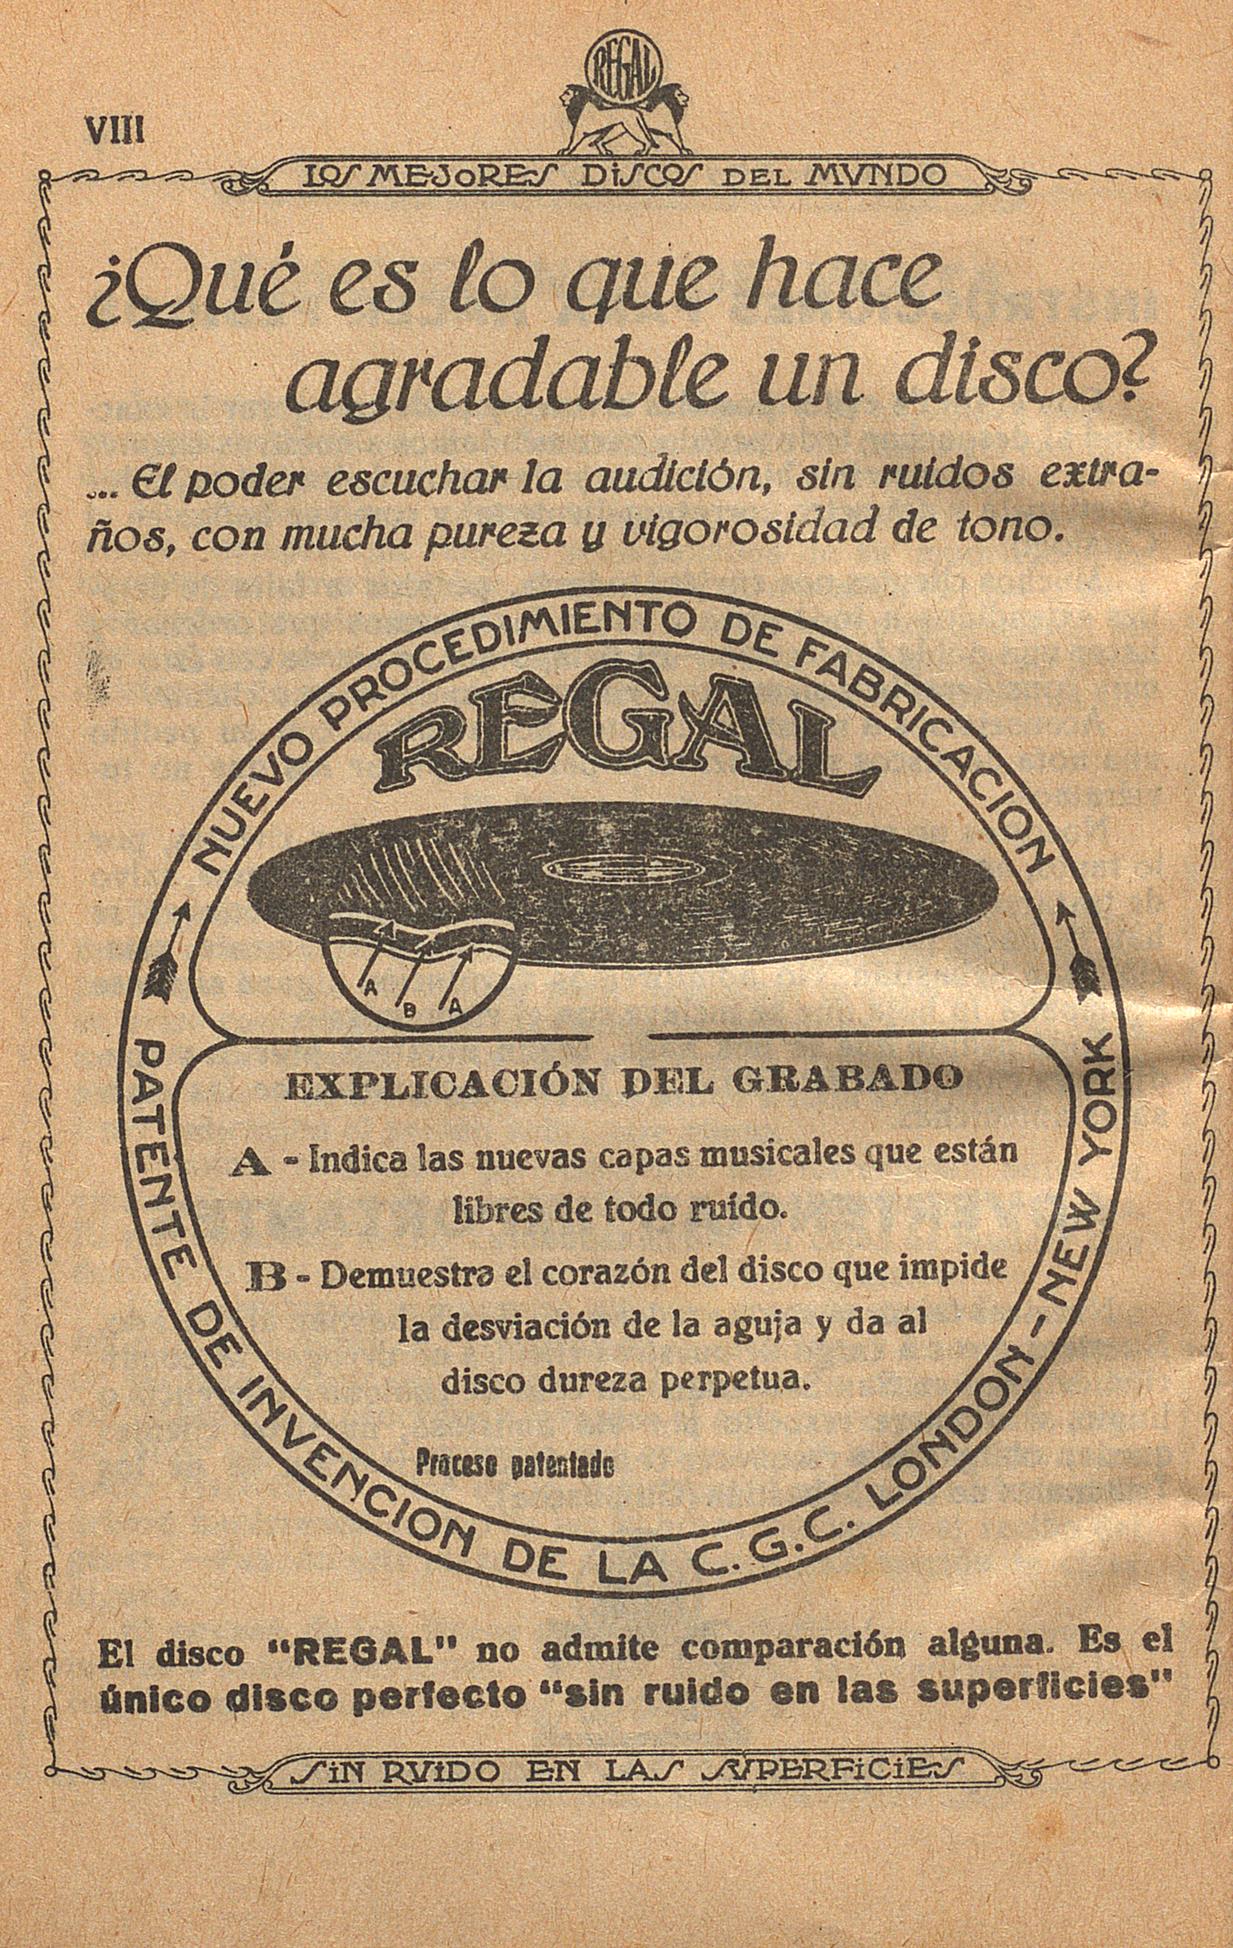 REGAL
VIII
LOS MEJORES DISCOS DEL MVNDO
¿Qué es lo que hace
agradable un disco?
... El poder escuchar la audición, sin ruidos extra-
ños, con mucha pureza y vigorosidad de tono.
NUEVO PROCEDIMIENTO DE FABRICACION
REGAL
A B A
EXPLICACIÓN DEL GRABADO
A - Indica las nuevas capas musicales que están
libres de todo ruído.
B - Demuestra el corazón del disco que impide
la desviación de la aguja y da al
disco dureza perpetua.
Proceso patentado
PATENTE DE INVENCION DE LA C.G.C. LONDON - NEW YORK
El disco "REGAL" no admite comparación alguna. Es el
único disco perfecto "sin ruido en las superficies"
SIN RVIDO EN LAS SVPERFICIES